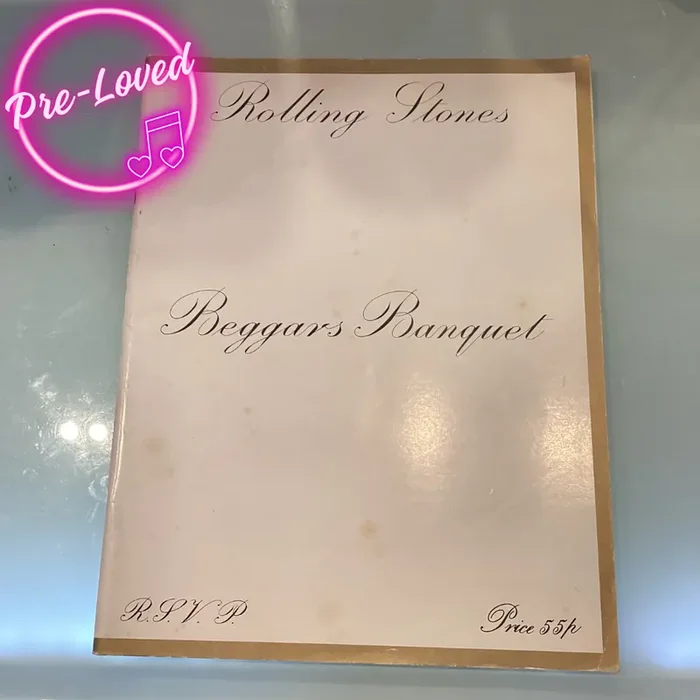 Pre-Loved
Rolling Stones
Beggars Banquet
R.S.V.P.
Price 55p